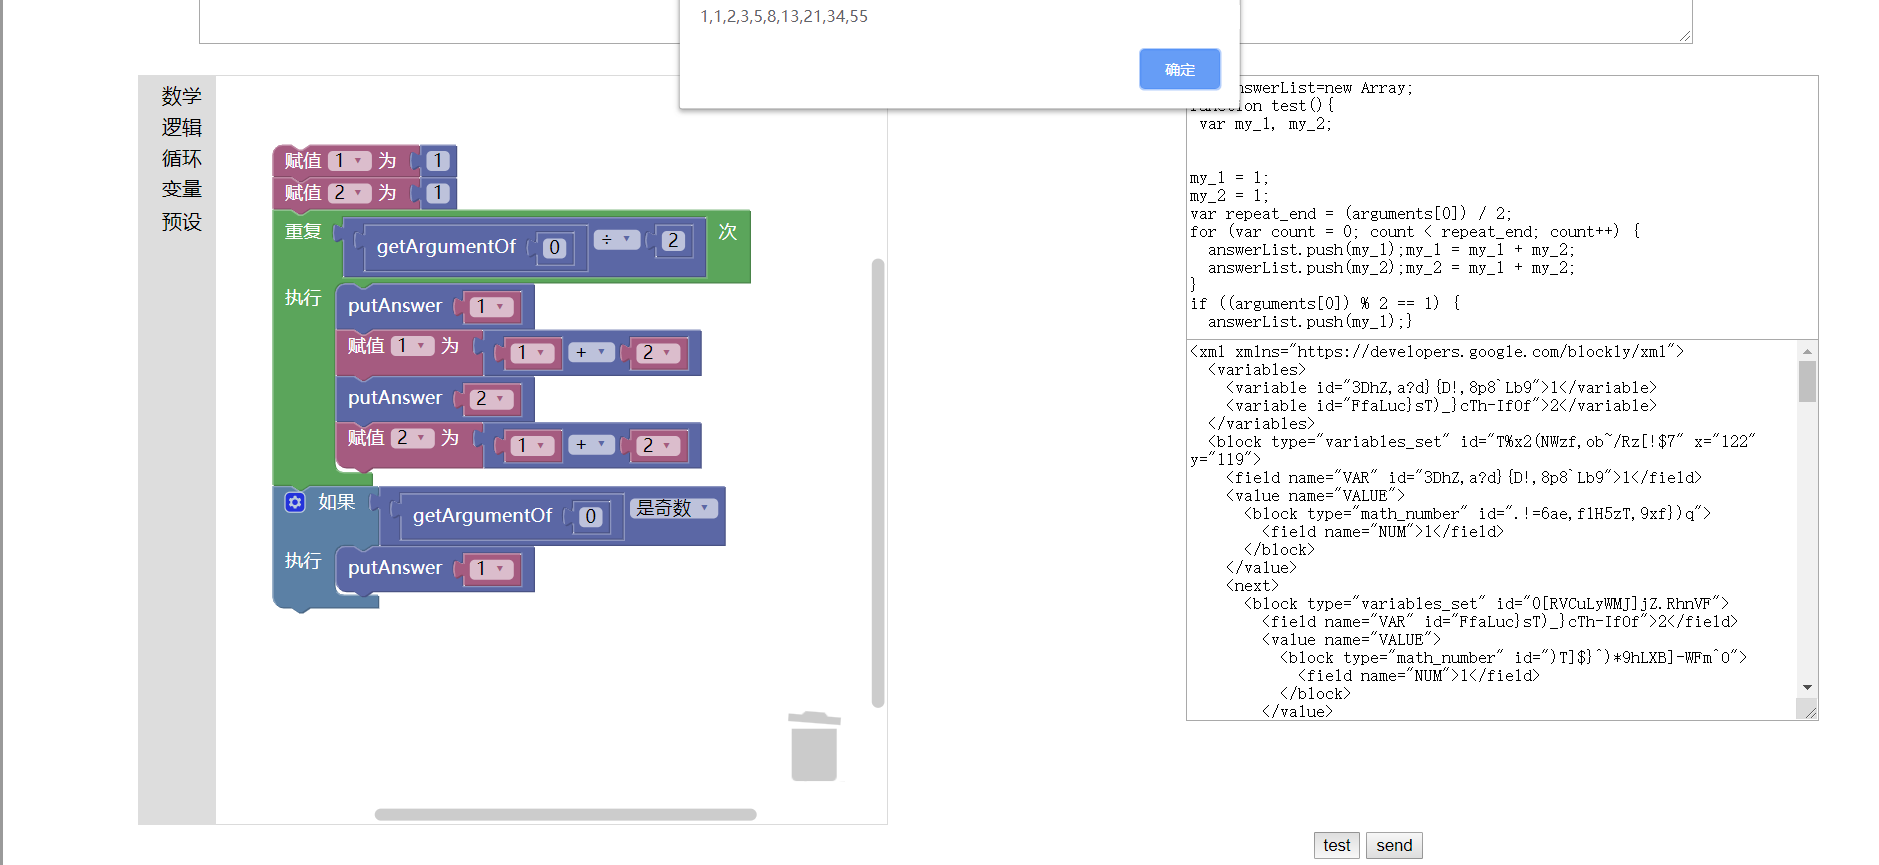 1,1,2,3,5,8,13,21,34,55
确定
数学
逻辑
循环
变量
预设
赋值 1 为 1
赋值 2 为 1
重复 getArgumentOf 0 ÷ 2 次
执行 putAnswer 1
赋值 1 为 1 + 2
putAnswer 2
赋值 2 为 1 + 2
如果 getArgumentOf 0 是奇数
执行 putAnswer 1
nswerList=new Array;
function test(){
var my_1, my_2;
my_1 = 1;
my_2 = 1;
var repeat_end = (arguments[0]) / 2;
for (var count = 0; count < repeat_end; count++) {
answerList.push(my_1);my_1 = my_1 + my_2;
answerList.push(my_2);my_2 = my_1 + my_2;
}
if ((arguments[0]) % 2 == 1) {
answerList.push(my_1);}
<xml xmlns="https://developers.google.com/blockly/xml">
<variables>
<variable id="3DhZ,a?d}{D!,8p8`Lb9">1</variable>
<variable id="FfaLuc}sT)_}cTh-IfOf">2</variable>
</variables>
<block type="variables_set" id="T%x2(NWzf,ob~/Rz[!$7" x="122"
y="119">
<field name="VAR" id="3DhZ,a?d}{D!,8p8`Lb9">1</field>
<value name="VALUE">
<block type="math_number" id=".!=6ae,f1H5zT,9xf})q">
<field name="NUM">1</field>
</block>
</value>
<next>
<block type="variables_set" id="0[RVCuLyWMJ]jZ.RhnVF">
<field name="VAR" id="FfaLuc}sT)_}cTh-IfOf">2</field>
<value name="VALUE">
<block type="math_number" id=")T]$}^)*9hLXB]-WFm^0">
<field name="NUM">1</field>
</block>
</value>
test send